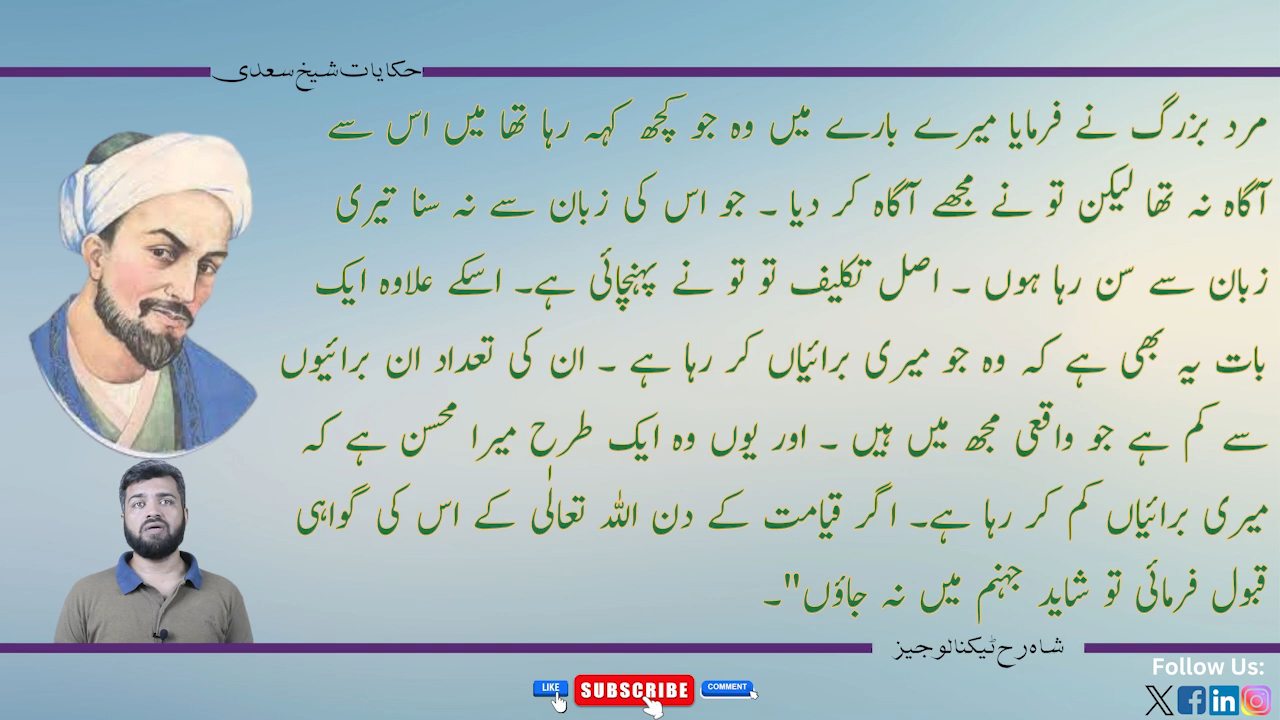 حکایات شیخ سعدی
مرد بزرگ نے فرمایا میرے بارے میں وہ جو کچھ کہہ رہا تھا میں اس سے
آگاہ نہ تھا لیکن تو نے مجھے آگاہ کر دیا ۔ جو اس کی زبان سے نہ سنا تیری
زبان سے سن رہا ہوں ۔ اصل تکلیف تو تو نے پہنچائی ہے۔ اسکے علاوہ ایک
بات یہ بھی ہے کہ وہ جو میری برائیاں کر رہا ہے ۔ ان کی تعداد ان برائیوں
سے کم ہے جو واقعی مجھ میں ہیں ۔ اور یوں وہ ایک طرح میرا محسن ہے کہ
میری برائیاں کم کر رہا ہے۔ اگر قیامت کے دن اللہ تعالٰی کے اس کی گواہی
قبول فرمائی تو شاید جہنم میں نہ جاؤں"۔
شاہ رح ٹیکنالوجیز
Follow Us:
LIKE
SUBSCRIBE
COMMENT